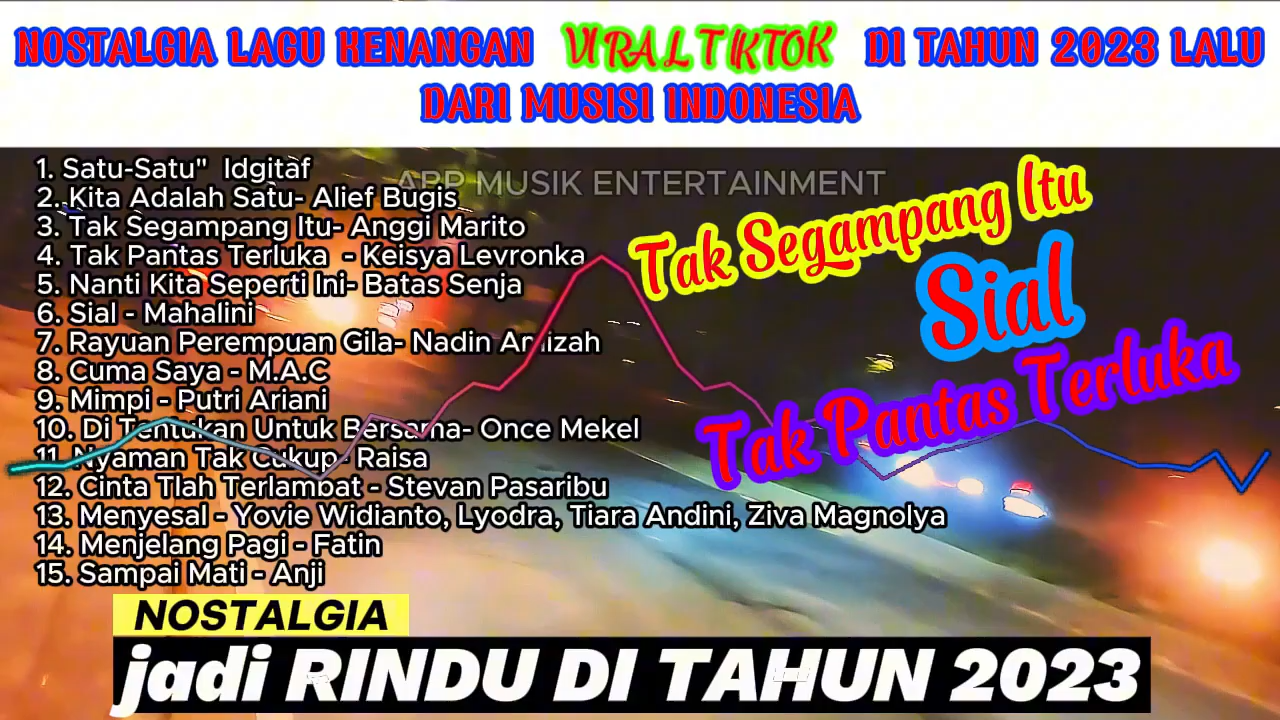 NOSTALGIA LAGU KENANGAN VIRAL TIKTOK DI TAHUN 2023 LALU
DARI MUSISI INDONESIA
APP MUSIK ENTERTAINMENT
1. Satu-Satu" Idgitaf
2. Kita Adalah Satu- Alief Bugis
3. Tak Segampang Itu- Anggi Marito
4. Tak Pantas Terluka - Keisya Levronka
5. Nanti Kita Seperti Ini- Batas Senja
6. Sial - Mahalini
7. Rayuan Perempuan Gila- Nadin Amizah
8. Cuma Saya - M.A.C
9. Mimpi - Putri Ariani
10. Di Tentukan Untuk Bersama- Once Mekel
11. Nyaman Tak Cukup- Raisa
12. Cinta Tlah Terlambat - Stevan Pasaribu
13. Menyesal - Yovie Widianto, Lyodra, Tiara Andini, Ziva Magnolya
14. Menjelang Pagi - Fatin
15. Sampai Mati - Anji
Tak Segampang Itu
Sial
Tak Pantas Terluka
NOSTALGIA
jadi RINDU DI TAHUN 2023